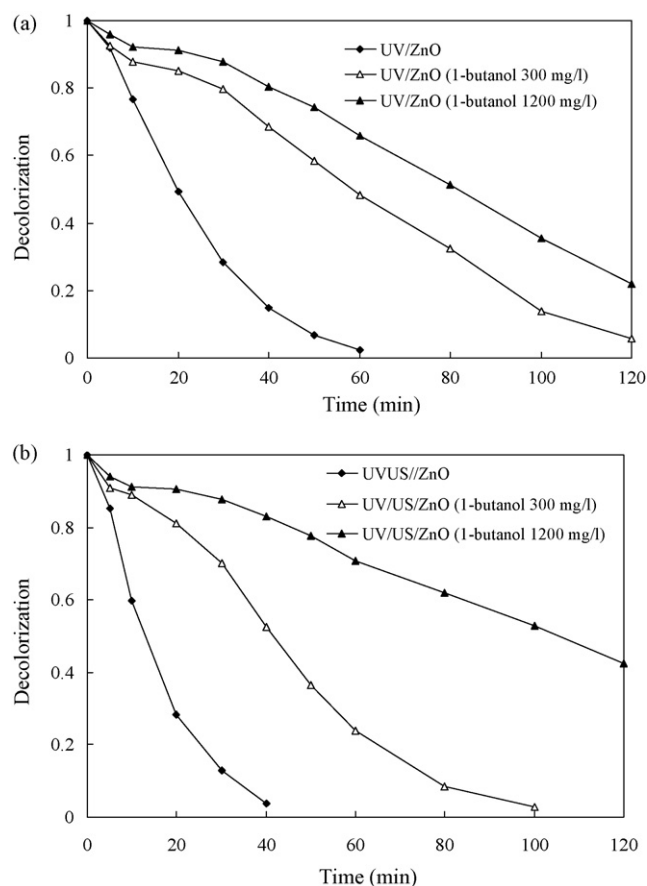 (a)
1
0.8
0.6
0.4
0.2
0
Decolorization
UV/ZnO
UV/ZnO (1-butanol 300 mg/l)
UV/ZnO (1-butanol 1200 mg/l)
0 20 40 60 80 100 120
Time (min)
(b)
1
0.8
0.6
0.4
0.2
0
Decolorization
UVUS//ZnO
UV/US/ZnO (1-butanol 300 mg/l)
UV/US/ZnO (1-butanol 1200 mg/l)
0 20 40 60 80 100 120
Time (min)